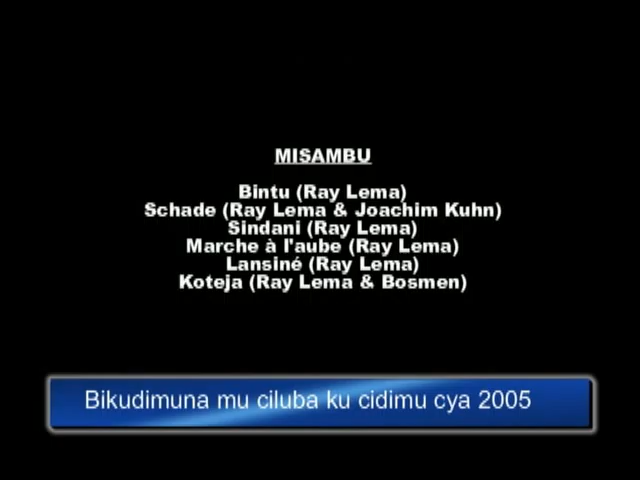 MISAMBU
Bintu (Ray Lema)
Schade (Ray Lema & Joachim Kuhn)
Sindani (Ray Lema)
Marche à l'aube (Ray Lema)
Lansiné (Ray Lema)
Koteja (Ray Lema & Bosmen)
Bikudimuna mu ciluba ku cidimu cya 2005